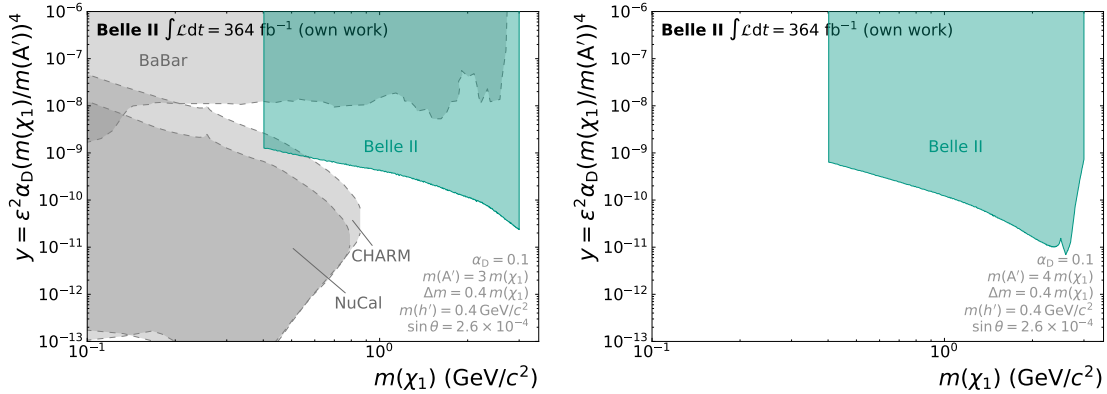 Belle II ∫ℒdt = 364 fb⁻¹ (own work)
BaBar
Belle II
CHARM
NuCal
α_D = 0.1
m(A′) = 3 m(χ₁)
Δm = 0.4 m(χ₁)
m(h′) = 0.4 GeV/c²
sin θ = 2.6 × 10⁻⁴
10⁻⁶
10⁻⁷
10⁻⁸
10⁻⁹
10⁻¹⁰
10⁻¹¹
10⁻¹²
10⁻¹³
y = ε²α_D(m(χ₁)/m(A′))⁴
10⁻¹
10⁰
m(χ₁) (GeV/c²)
Belle II ∫ℒdt = 364 fb⁻¹ (own work)
Belle II
α_D = 0.1
m(A′) = 4 m(χ₁)
Δm = 0.4 m(χ₁)
m(h′) = 0.4 GeV/c²
sin θ = 2.6 × 10⁻⁴
10⁻⁶
10⁻⁷
10⁻⁸
10⁻⁹
10⁻¹⁰
10⁻¹¹
10⁻¹²
10⁻¹³
y = ε²α_D(m(χ₁)/m(A′))⁴
10⁻¹
10⁰
m(χ₁) (GeV/c²)